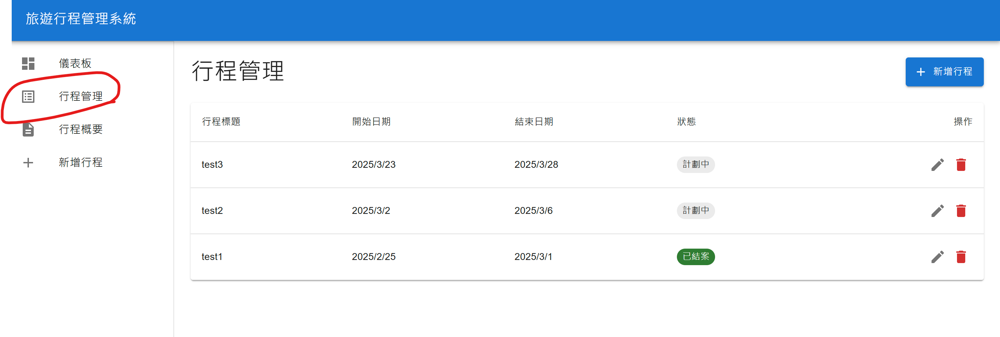 旅遊行程管理系統
儀表板
行程管理
行程概要
新增行程
行程管理
新增行程
行程標題 開始日期 結束日期 狀態 操作
test3 2025/3/23 2025/3/28 計劃中
test2 2025/3/2 2025/3/6 計劃中
test1 2025/2/25 2025/3/1 已結案